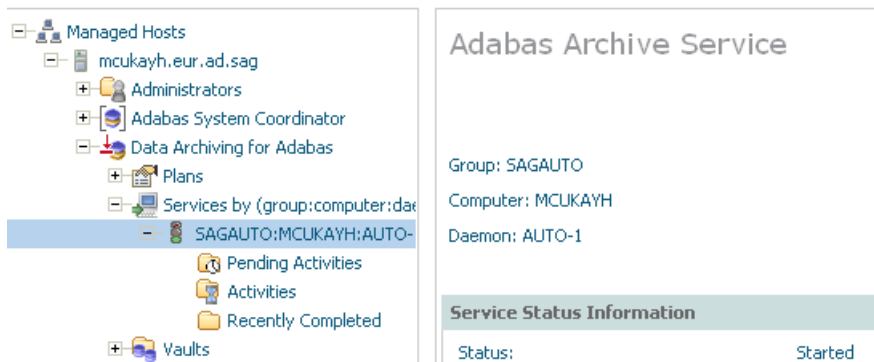 Managed Hosts
mcukayh.eur.ad.sag
Administrators
Adabas System Coordinator
Data Archiving for Adabas
Plans
Services by (group:computer:dae
SAGAUTO:MCUKAYH:AUTO-
Pending Activities
Activities
Recently Completed
Vaults
Adabas Archive Service
Group: SAGAUTO
Computer: MCUKAYH
Daemon: AUTO-1
Service Status Information
Status: Started